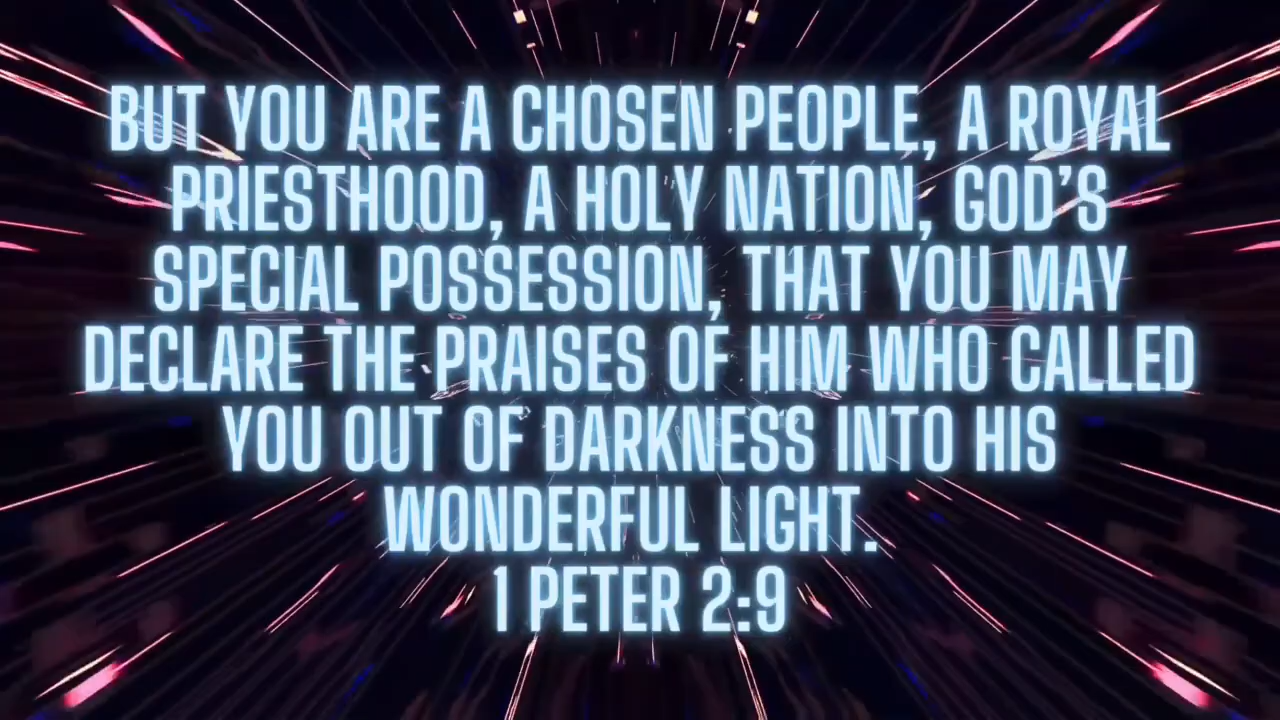 BUT YOU ARE A CHOSEN PEOPLE, A ROYAL
PRIESTHOOD, A HOLY NATION, GOD’S
SPECIAL POSSESSION, THAT YOU MAY
DECLARE THE PRAISES OF HIM WHO CALLED
YOU OUT OF DARKNESS INTO HIS
WONDERFUL LIGHT.
1 PETER 2:9